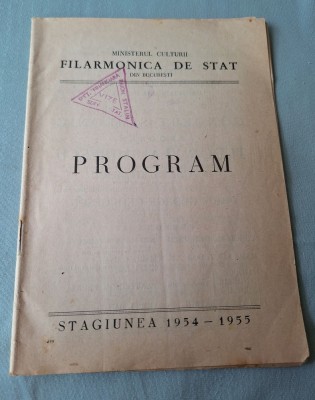 MINISTERUL CULTURII
FILARMONICA DE STAT
DIN BUCUREȘTI
PROGRAM
STAGIUNEA 1954 - 1955